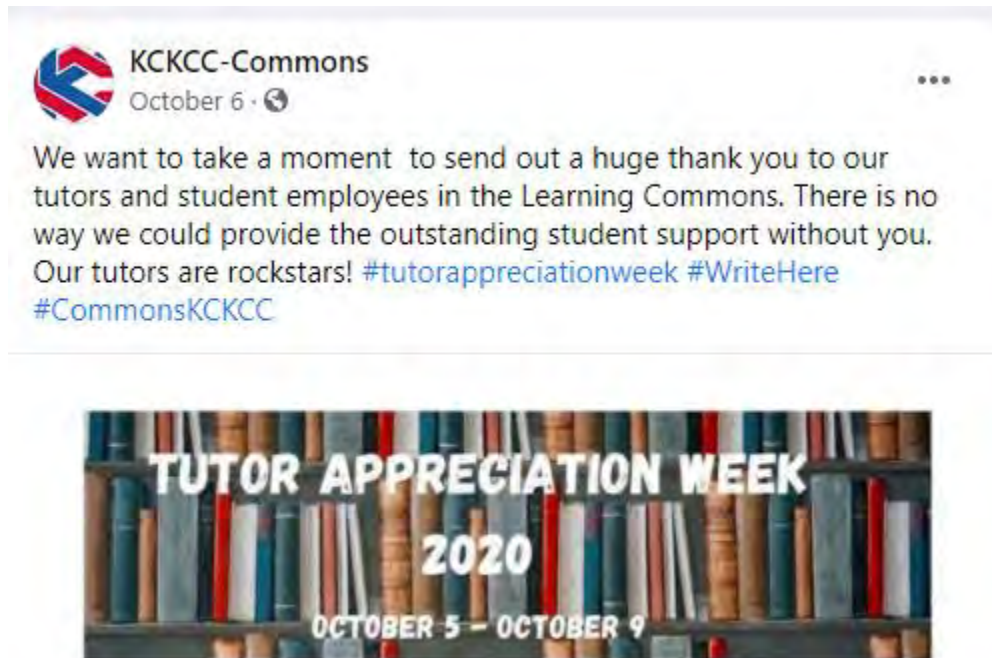 KCKCC-Commons
October 6 ·
We want to take a moment  to send out a huge thank you to our
tutors and student employees in the Learning Commons. There is no
way we could provide the outstanding student support without you.
Our tutors are rockstars! #tutorappreciationweek #WriteHere
#CommonsKCKCC
TUTOR APPRECIATION WEEK
2020
OCTOBER 5 - OCTOBER 9